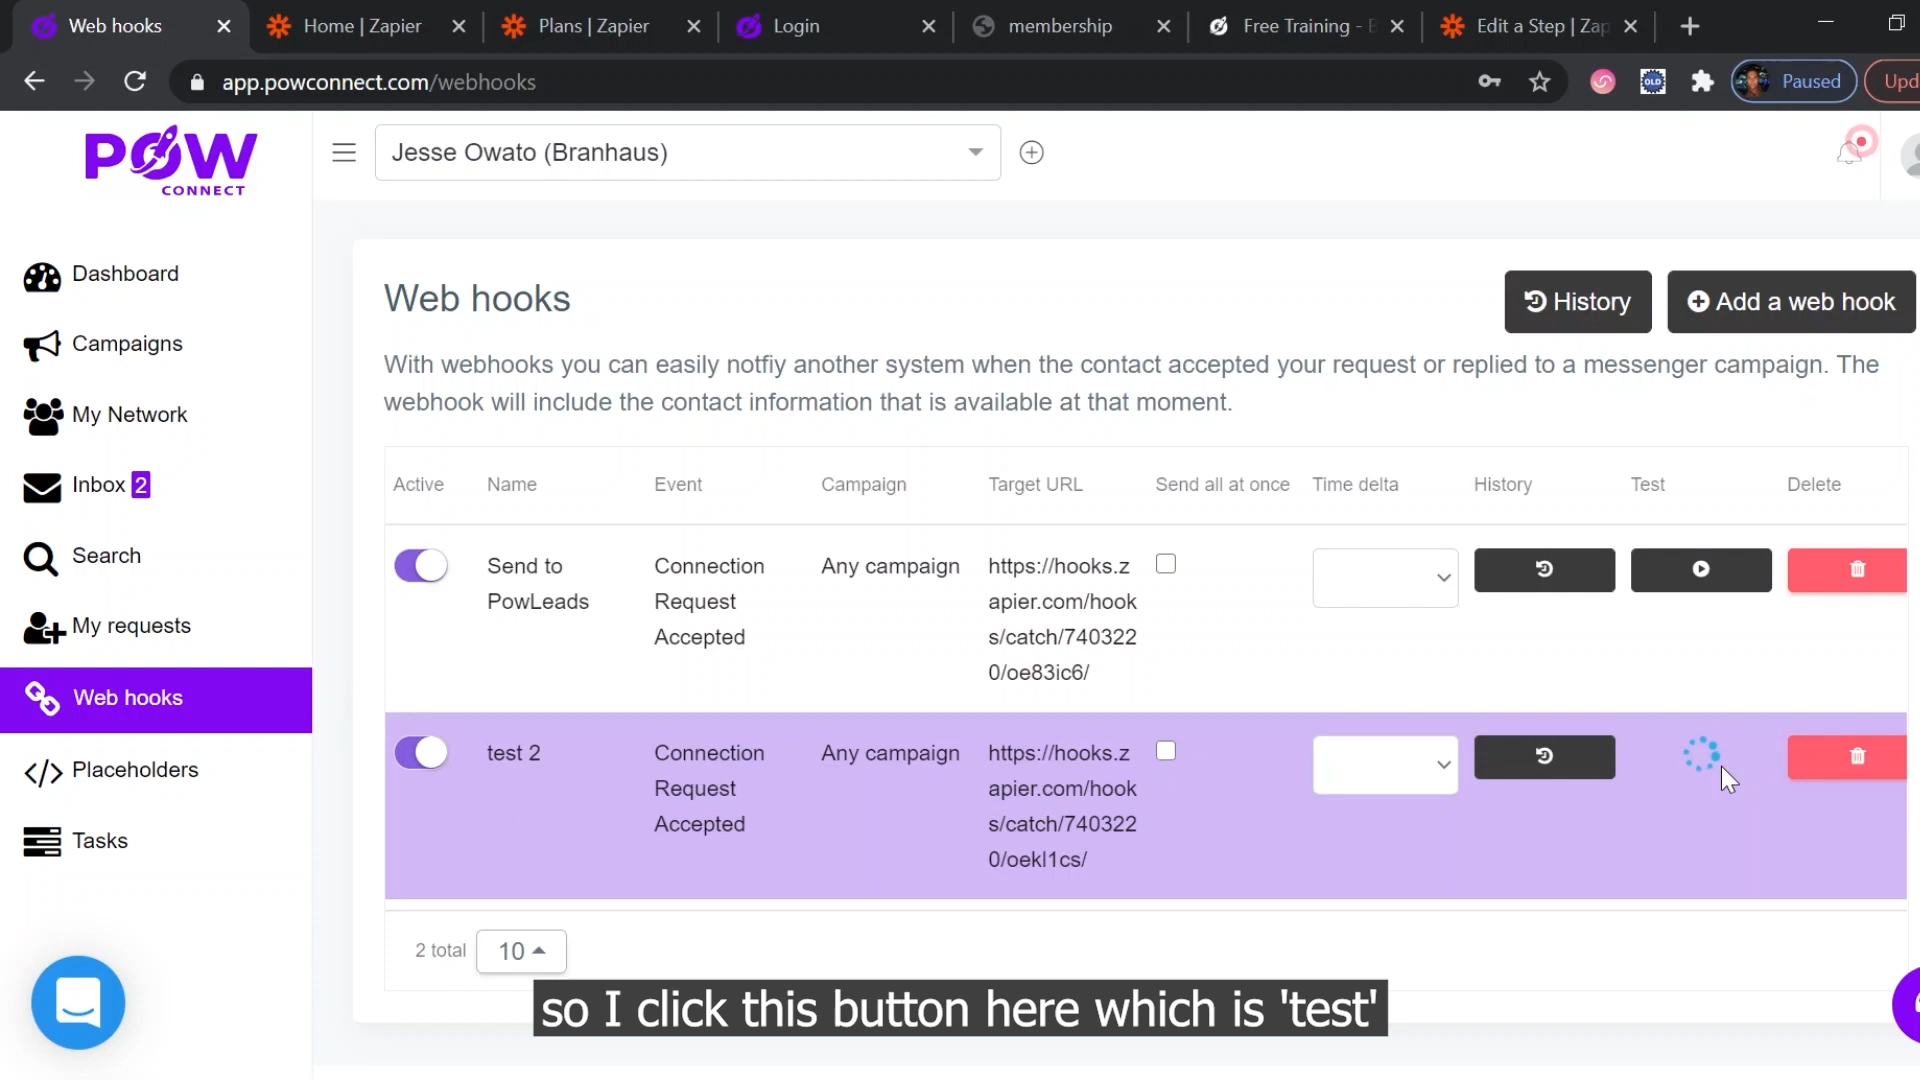 Web hooks
Home | Zapier
Plans | Zapier
Login
membership
Free Training -
Edit a Step | Zap
app.powconnect.com/webhooks
OLD
Paused
Upd
POW
CONNECT
Jesse Owato (Branhaus)
Dashboard
Campaigns
My Network
Inbox 2
Search
My requests
Web hooks
Placeholders
Tasks
Web hooks
History
Add a web hook
With webhooks you can easily notfiy another system when the contact accepted your request or replied to a messenger campaign. The
webhook will include the contact information that is available at that moment.
Active Name Event Campaign Target URL Send all at once Time delta History Test Delete
Send to
PowLeads
Connection
Request
Accepted
Any campaign
https://hooks.z
apier.com/hook
s/catch/740322
0/oe83ic6/
test 2
Connection
Request
Accepted
Any campaign
https://hooks.z
apier.com/hook
s/catch/740322
0/oekl1cs/
2 total 10
so I click this button here which is 'test'